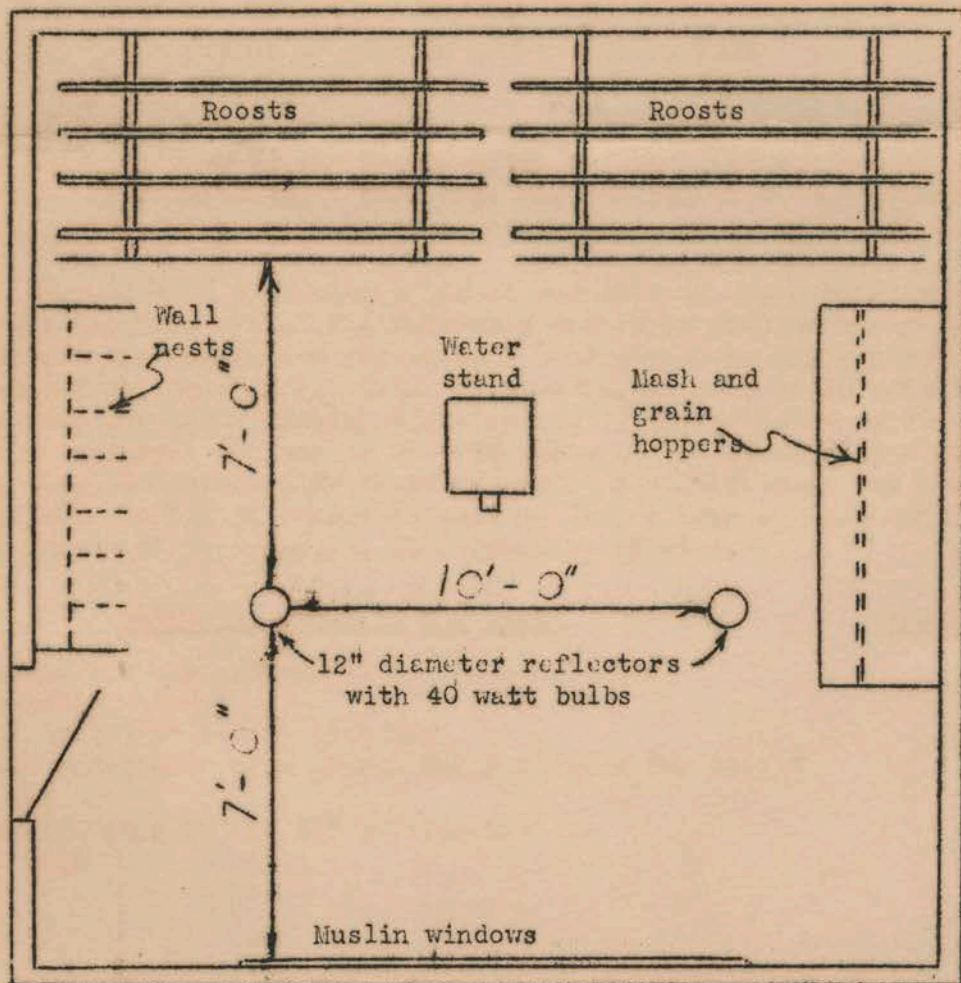 Roosts
Roosts
Wall
nests
7'-0"
Water
stand
Mash and
grain
hoppers
10'-0"
12" diameter reflectors
with 40 watt bulbs
7'-0"
Muslin windows